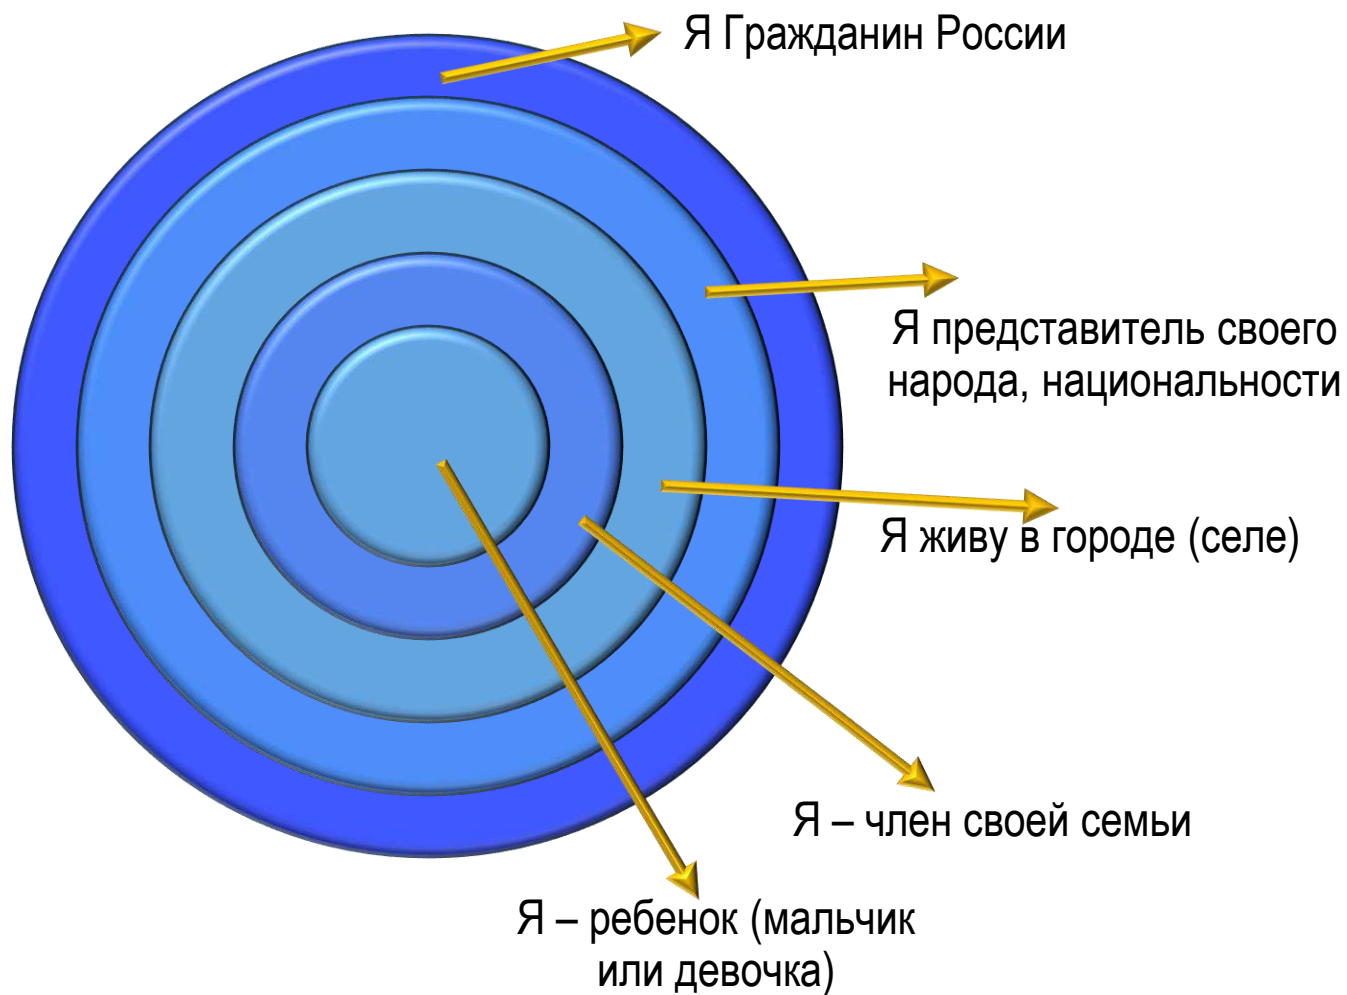 Я Гражданин России
Я представитель своего
народа, национальности
Я живу в городе (селе)
Я – член своей семьи
Я – ребенок (мальчик
или девочка)